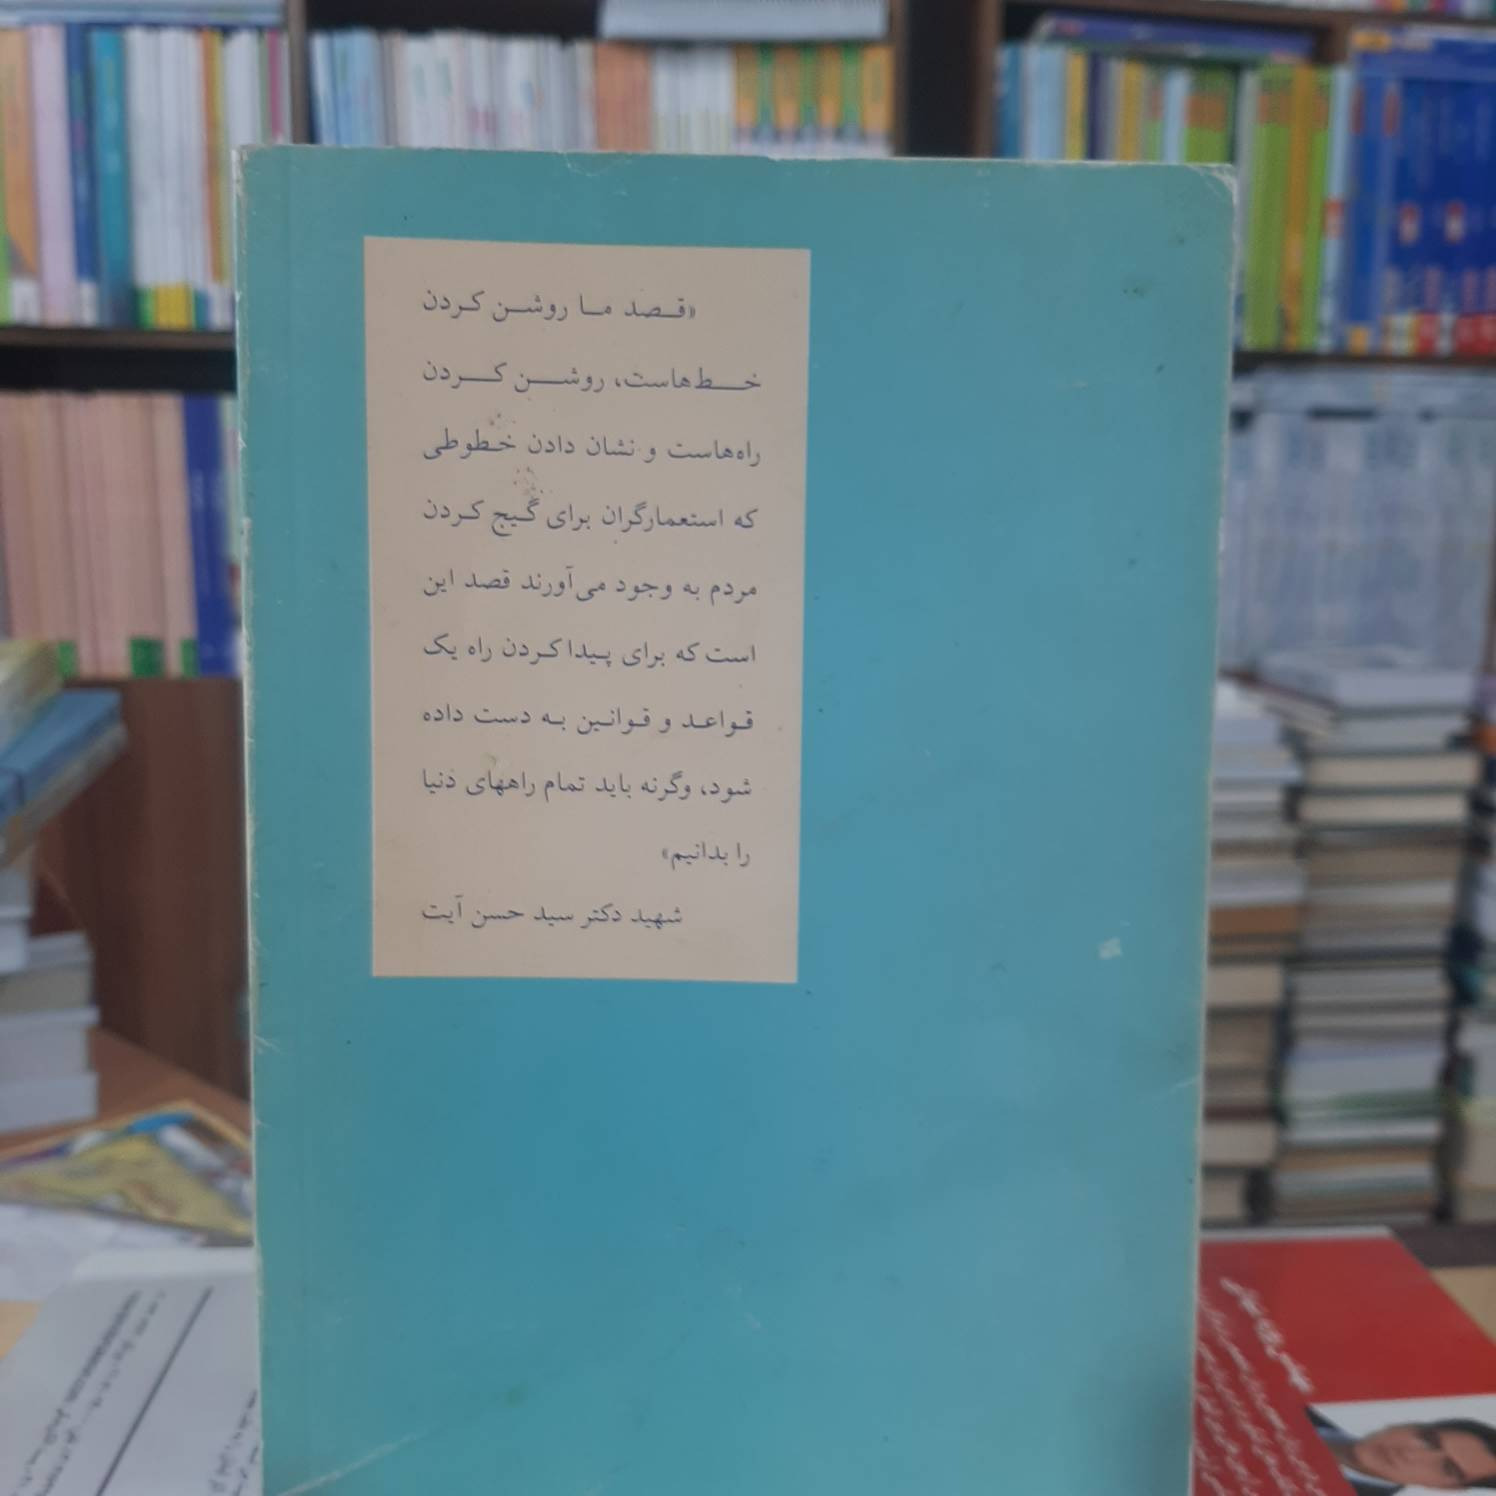 «قصد ما روشن کردن
خط‌هاست، روشن کردن
راه‌هاست و نشان دادن خطوطی
که استعمارگران برای گیج کردن
مردم به وجود می‌آورند قصد این
است که برای پیدا کردن راه یک
قواعد و قوانین به دست داده
شود، وگرنه باید تمام راههای دنیا
را بدانیم»
شهید دکتر سید حسن آیت